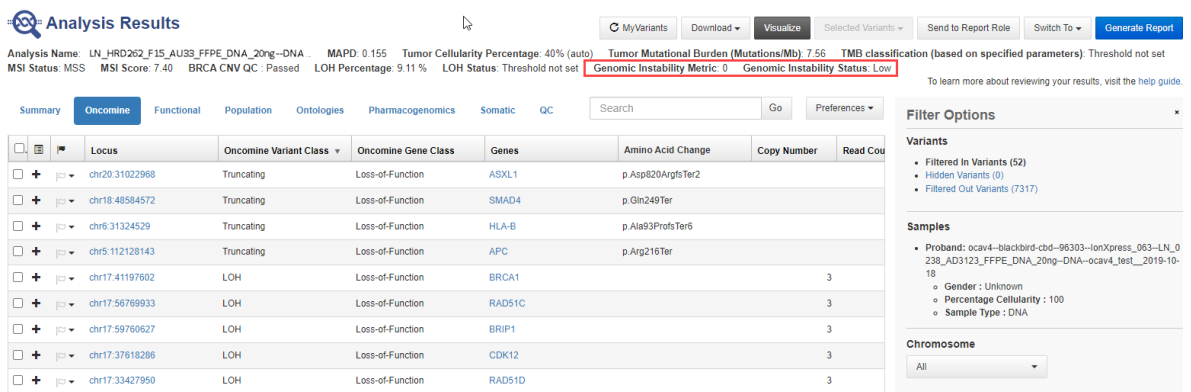 Analysis Results
MyVariants Download Visualize Selected Variants Send to Report Role Switch To Generate Report
Analysis Name: LN_HRD262_F15_AU33_FFPE_DNA_20ng--DNA . MAPD: 0.155 Tumor Cellularity Percentage: 40% (auto) Tumor Mutational Burden (Mutations/Mb): 7.56 TMB classification (based on specified parameters): Threshold not set
MSI Status: MSS MSI Score: 7.40 BRCA CNV QC : Passed LOH Percentage: 9.11 % LOH Status: Threshold not set Genomic Instability Metric: 0 Genomic Instability Status: Low
To learn more about reviewing your results, visit the help guide.
Summary Oncomine Functional Population Ontologies Pharmacogenomics Somatic QC Search Go Preferences
Locus Oncomine Variant Class Oncomine Gene Class Genes Amino Acid Change Copy Number Read Cou
chr20:31022968 Truncating Loss-of-Function ASXL1 p.Asp820ArgfsTer2
chr18:48584572 Truncating Loss-of-Function SMAD4 p.Gln249Ter
chr6:31324529 Truncating Loss-of-Function HLA-B p.Ala93ProfsTer6
chr5:112128143 Truncating Loss-of-Function APC p.Arg216Ter
chr17:41197602 LOH Loss-of-Function BRCA1 3
chr17:56769933 LOH Loss-of-Function RAD51C 3
chr17:59760627 LOH Loss-of-Function BRIP1 3
chr17:37618286 LOH Loss-of-Function CDK12 3
chr17:33427950 LOH Loss-of-Function RAD51D 3
Filter Options
Variants
Filtered In Variants (52)
Hidden Variants (0)
Filtered Out Variants (7317)
Samples
Proband: ocav4--blackbird-cbd--96303--IonXpress_063--LN_0
238_AD3123_FFPE_DNA_20ng--DNA--ocav4_test__2019-10-
18
Gender : Unknown
Percentage Cellularity : 100
Sample Type : DNA
Chromosome
All